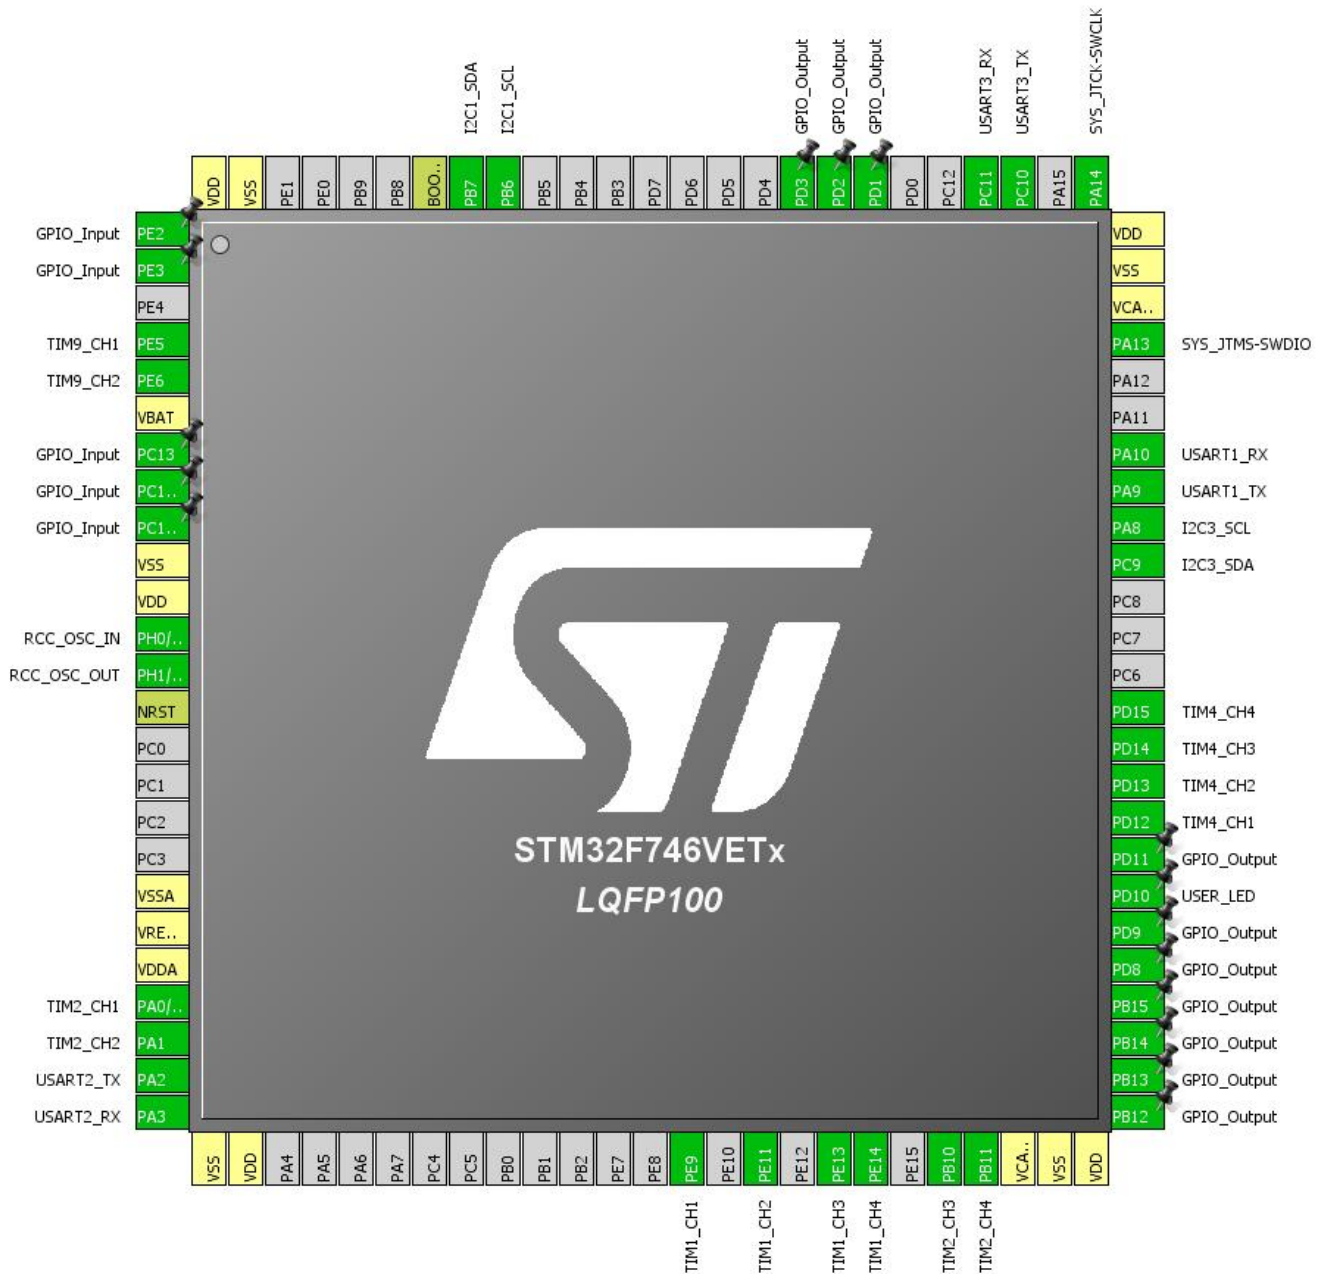 I2C1_SDA
I2C1_SCL
GPIO_Output
GPIO_Output
GPIO_Output
USART3_RX
USART3_TX
SYS_JTCK-SWCLK
VDD
VSS
PE1
PE0
PB9
PB8
BOO..
PB7
PB6
PB5
PB4
PB3
PD7
PD6
PD5
PD4
PD3
PD2
PD1
PD0
PC12
PC11
PC10
PA15
PA14
GPIO_Input PE2
GPIO_Input PE3
PE4
TIM9_CH1 PE5
TIM9_CH2 PE6
VBAT
GPIO_Input PC13
GPIO_Input PC1..
GPIO_Input PC1..
VSS
VDD
RCC_OSC_IN PH0/..
RCC_OSC_OUT PH1/..
NRST
PC0
PC1
PC2
PC3
VSSA
VRE..
VDDA
TIM2_CH1 PA0/..
TIM2_CH2 PA1
USART2_TX PA2
USART2_RX PA3
STM32F746VETx
LQFP100
VDD
VSS
VCA..
PA13 SYS_JTMS-SWDIO
PA12
PA11
PA10 USART1_RX
PA9 USART1_TX
PA8 I2C3_SCL
PC9 I2C3_SDA
PC8
PC7
PC6
PD15 TIM4_CH4
PD14 TIM4_CH3
PD13 TIM4_CH2
PD12 TIM4_CH1
PD11 GPIO_Output
PD10 USER_LED
PD9 GPIO_Output
PD8 GPIO_Output
PB15 GPIO_Output
PB14 GPIO_Output
PB13 GPIO_Output
PB12 GPIO_Output
VSS
VDD
PA4
PA5
PA6
PA7
PC4
PC5
PB0
PB1
PB2
PE7
PE8
PE9
PE10
PE11
PE12
PE13
PE14
PE15
PB10
PB11
VCA..
VSS
VDD
TIM1_CH1
TIM1_CH2
TIM1_CH3
TIM1_CH4
TIM2_CH3
TIM2_CH4